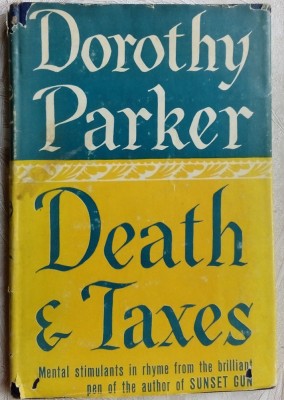 Dorothy
Parker
Death
& Taxes
Mental stimulants in rhyme from the brilliant
pen of the author of SUNSET GUN